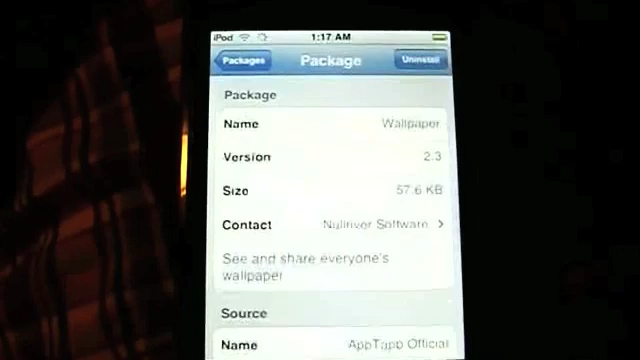 iPod 1:17 AM
Packages Package Uninstall
Package
Name Wallpaper
Version 2.3
Size 57.6 KB
Contact Nullriver Software
See and share everyone's
wallpaper
Source
Name AppTapp Official